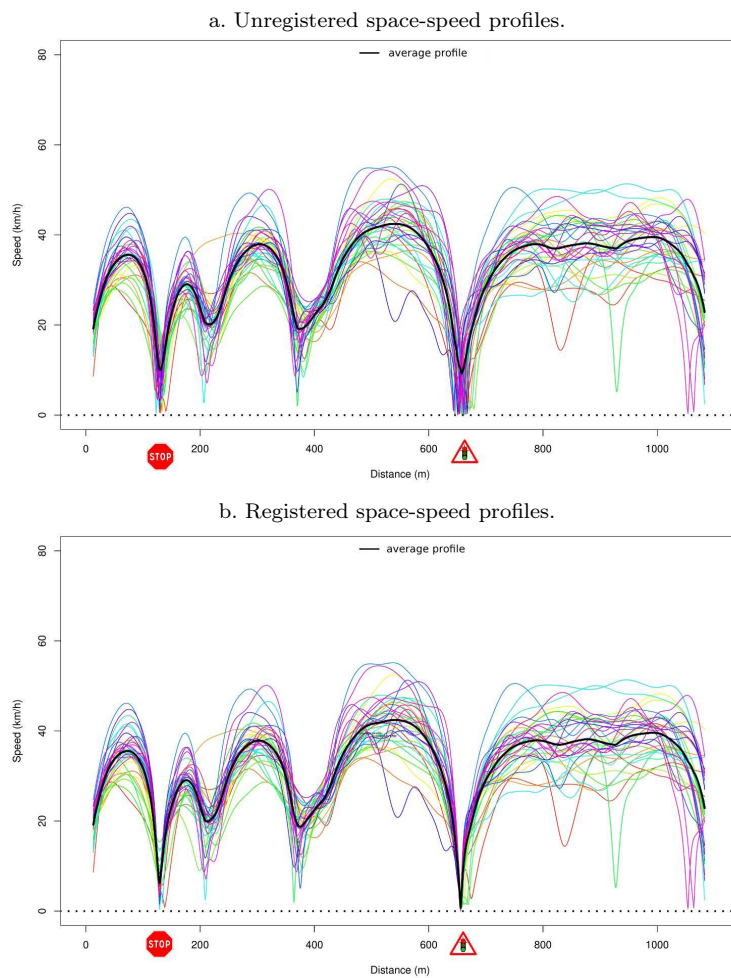 a. Unregistered space-speed profiles.
average profile
80
60
40
20
0
Speed (km/h)
0 200 400 600 800 1000
STOP
Distance (m)
b. Registered space-speed profiles.
average profile
80
60
40
20
0
Speed (km/h)
0 200 400 600 800 1000
STOP
Distance (m)